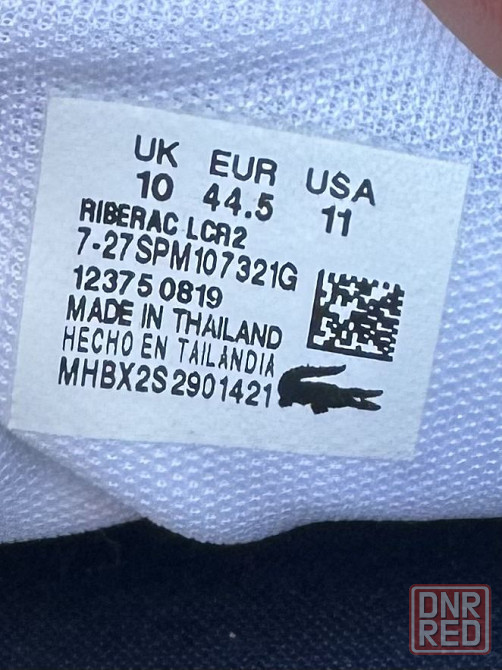 UK EUR USA
10 44.5 11
RIBERAC LCR2
7-27SPM107321G
12375 0819
MADE IN THAILAND
HECHO EN TAILANDIA
MHBX2S2901421
DNR
RED